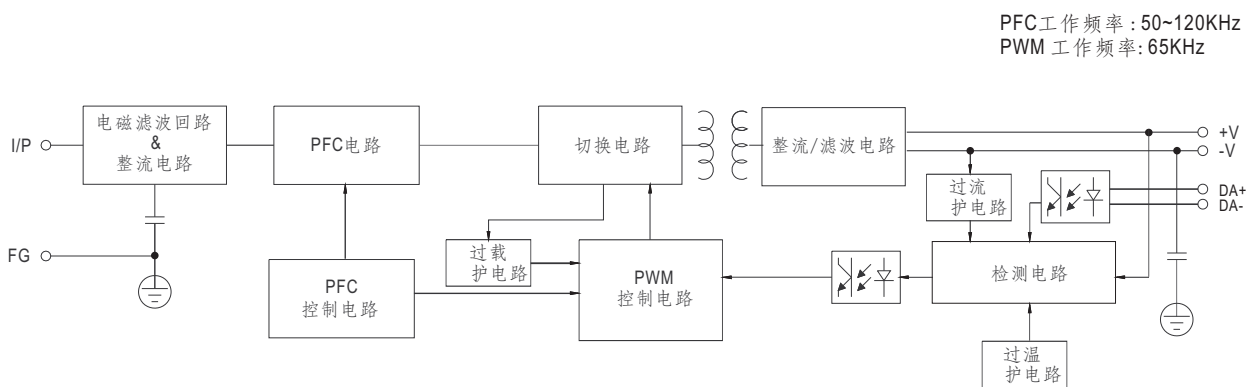 PFC工作频率:50~120KHz
PWM 工作频率:65KHz
电磁滤波回路
&
整流电路
PFC电路
切换电路
整流/滤波电路
I/P
+V
-V
过流
护电路
DA+
DA-
FG
过载
护电路
PFC
控制电路
PWM
控制电路
检测电路
过温
护电路